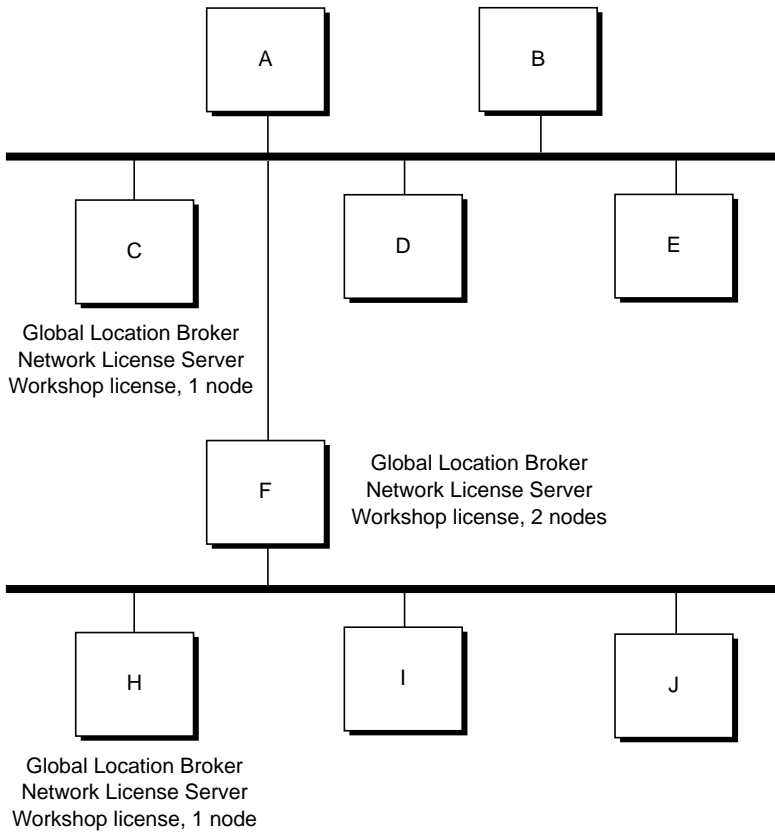 A
B
C
D
E
Global Location Broker
Network License Server
Workshop license, 1 node
F
Global Location Broker
Network License Server
Workshop license, 2 nodes
H
I
J
Global Location Broker
Network License Server
Workshop license, 1 node